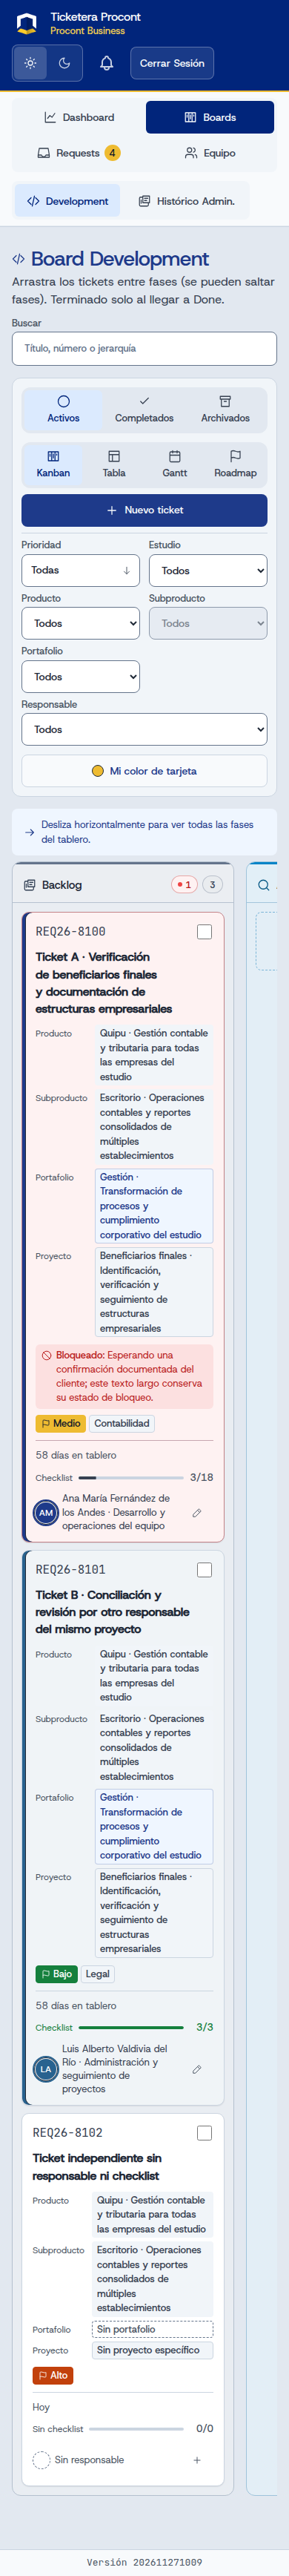 Ticketera Procont
Procont Business
Cerrar Sesión
Dashboard
Boards
Requests 4
Equipo
Development
Histórico Admin.
Board Development
Arrastra los tickets entre fases (se pueden saltar
fases). Terminado solo al llegar a Done.
Buscar
Título, número o jerarquía
Activos
Completados
Archivados
Kanban
Tabla
Gantt
Roadmap
Nuevo ticket
Prioridad
Estudio
Todas
Todos
Producto
Subproducto
Todos
Todos
Portafolio
Todos
Responsable
Todos
Mi color de tarjeta
Desliza horizontalmente para ver todas las fases
del tablero.
Backlog
1
3
REQ26-8100
Ticket A · Verificación
de beneficiarios finales
y documentación de
estructuras empresariales
Producto
Quipu · Gestión contable
y tributaria para todas
las empresas del
estudio
Subproducto
Escritorio · Operaciones
contables y reportes
consolidados de
múltiples
establecimientos
Portafolio
Gestión ·
Transformación de
procesos y
cumplimiento
corporativo del estudio
Proyecto
Beneficiarios finales ·
Identificación,
verificación y
seguimiento de
estructuras
empresariales
Bloqueado: Esperando una
confirmación documentada del
cliente; este texto largo conserva
su estado de bloqueo.
Medio
Contabilidad
58 días en tablero
Checklist
3/18
AM
Ana María Fernández de
los Andes · Desarrollo y
operaciones del equipo
REQ26-8101
Ticket B · Conciliación y
revisión por otro responsable
del mismo proyecto
Producto
Quipu · Gestión contable
y tributaria para todas
las empresas del
estudio
Subproducto
Escritorio · Operaciones
contables y reportes
consolidados de
múltiples
establecimientos
Portafolio
Gestión ·
Transformación de
procesos y
cumplimiento
corporativo del estudio
Proyecto
Beneficiarios finales ·
Identificación,
verificación y
seguimiento de
estructuras
empresariales
Bajo
Legal
58 días en tablero
Checklist
3/3
LA
Luis Alberto Valdivia del
Río · Administración y
seguimiento de
proyectos
REQ26-8102
Ticket independiente sin
responsable ni checklist
Producto
Quipu · Gestión contable
y tributaria para todas
las empresas del estudio
Subproducto
Escritorio · Operaciones
contables y reportes
consolidados de
múltiples
establecimientos
Portafolio
Sin portafolio
Proyecto
Sin proyecto específico
Alto
Hoy
Sin checklist
0/0
Sin responsable
Versión 202611271009